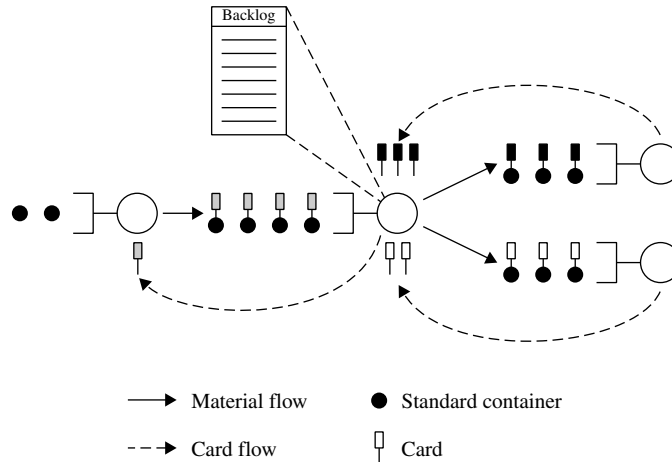 Backlog
Material flow
Standard container
Card flow
Card